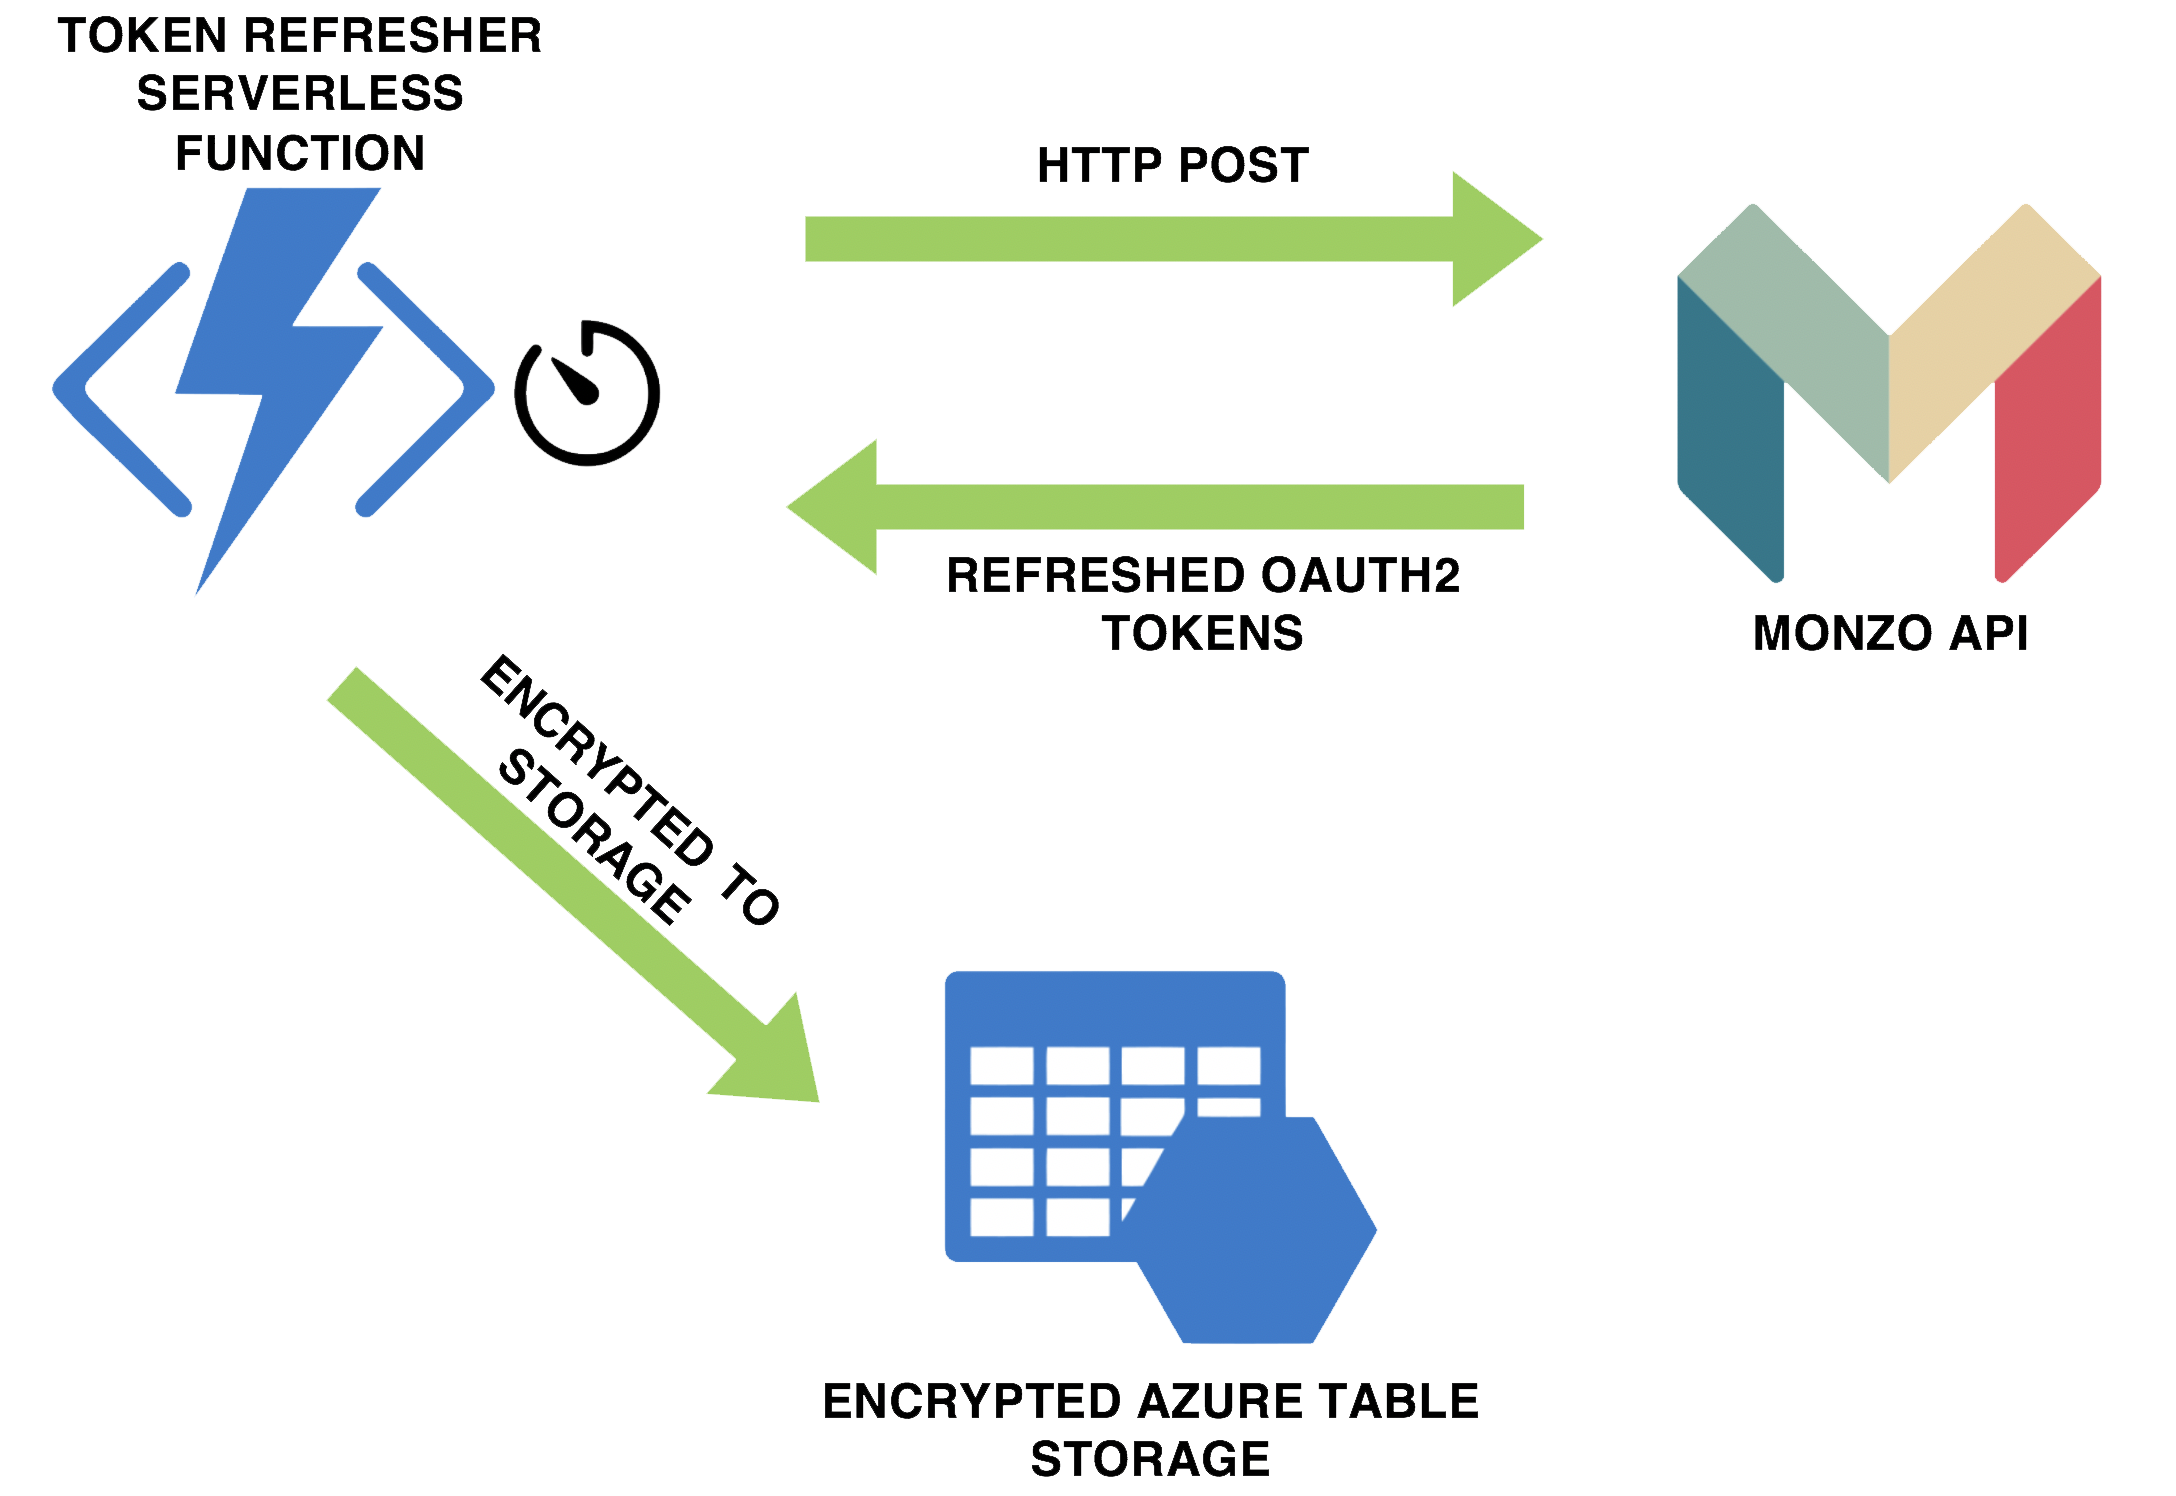 TOKEN REFRESHER
SERVERLESS
FUNCTION
HTTP POST
REFRESHED OAUTH2
TOKENS
MONZO API
ENCRYPTED TO
STORAGE
ENCRYPTED AZURE TABLE
STORAGE